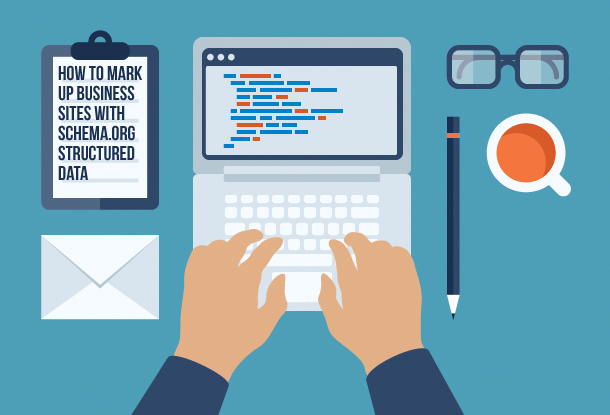 HOW TO MARK
UP BUSINESS
SITES WITH
SCHEMA.ORG
STRUCTURED
DATA